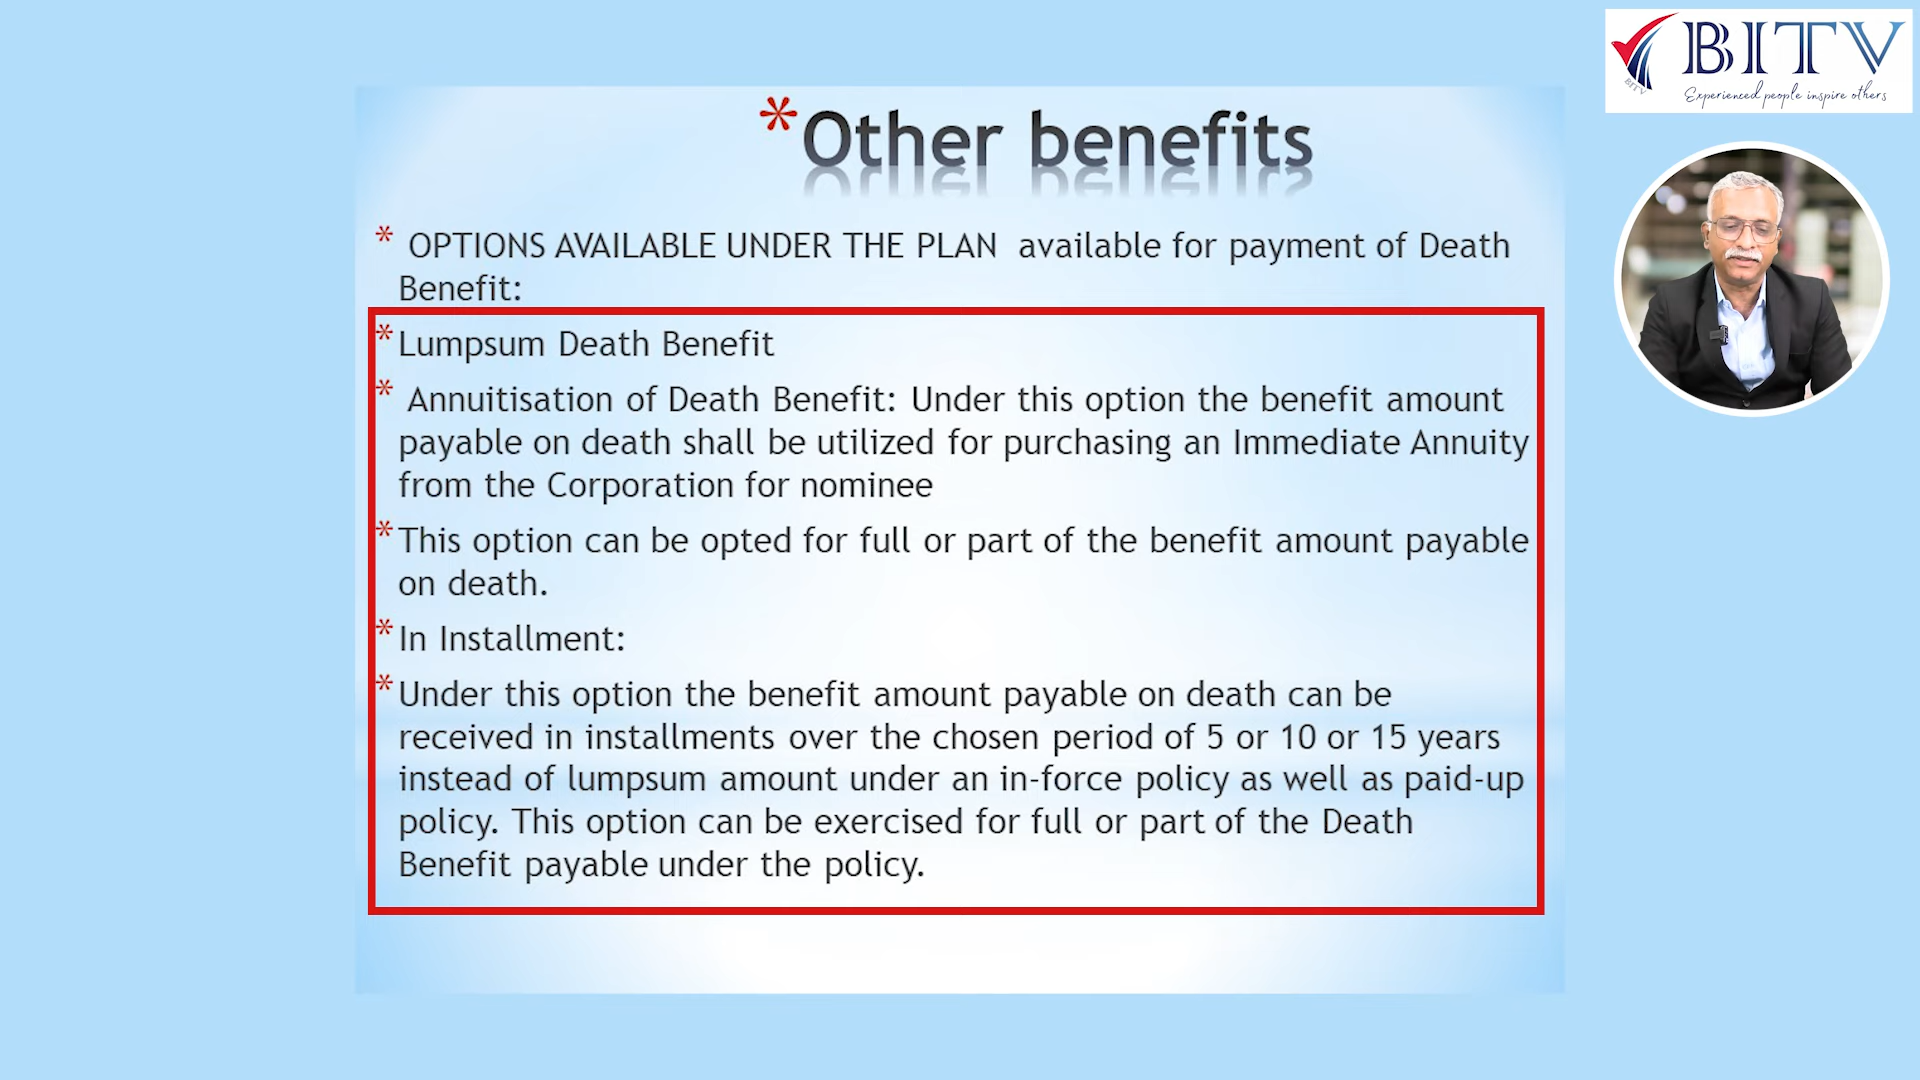 BITV
Experienced people inspire others
BITV
*Other benefits
* OPTIONS AVAILABLE UNDER THE PLAN available for payment of Death
Benefit:
*Lumpsum Death Benefit
* Annuitisation of Death Benefit: Under this option the benefit amount
payable on death shall be utilized for purchasing an Immediate Annuity
from the Corporation for nominee
*This option can be opted for full or part of the benefit amount payable
on death.
*In Installment:
*Under this option the benefit amount payable on death can be
received in installments over the chosen period of 5 or 10 or 15 years
instead of lumpsum amount under an in-force policy as well as paid-up
policy. This option can be exercised for full or part of the Death
Benefit payable under the policy.